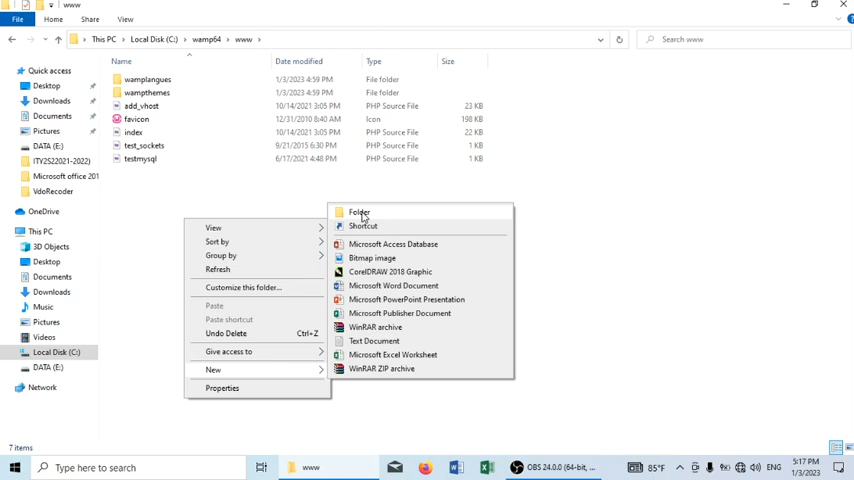 www
File Home Share View
This PC Local Disk (C:) wamp64 www
Search www
Name Date modified Type Size
wamplangues 1/3/2023 4:59 PM File folder
wampthemes 1/3/2023 4:59 PM File folder
add_vhost 10/14/2021 3:05 PM PHP Source File 23 KB
favicon 12/31/2010 8:40 AM Icon 198 KB
index 10/14/2021 3:05 PM PHP Source File 22 KB
test_sockets 9/21/2015 6:30 PM PHP Source File 1 KB
testmysql 6/17/2021 4:48 PM PHP Source File 1 KB
Quick access
Desktop
Downloads
Documents
Pictures
DATA (E:)
ITY2S22021-2022)
Microsoft office 201
VdoRecoder
OneDrive
This PC
3D Objects
Desktop
Documents
Downloads
Music
Pictures
Videos
Local Disk (C:)
DATA (E:)
Network
View
Sort by
Group by
Refresh
Customize this folder...
Paste
Paste shortcut
Undo Delete Ctrl+Z
Give access to
New
Properties
Folder
Shortcut
Microsoft Access Database
Bitmap image
CorelDRAW 2018 Graphic
Microsoft Word Document
Microsoft PowerPoint Presentation
Microsoft Publisher Document
WinRAR archive
Text Document
Microsoft Excel Worksheet
WinRAR ZIP archive
7 items
Type here to search
www
OBS 24.0.0 (64-bit, ...
85°F
ENG
5:17 PM
1/3/2023